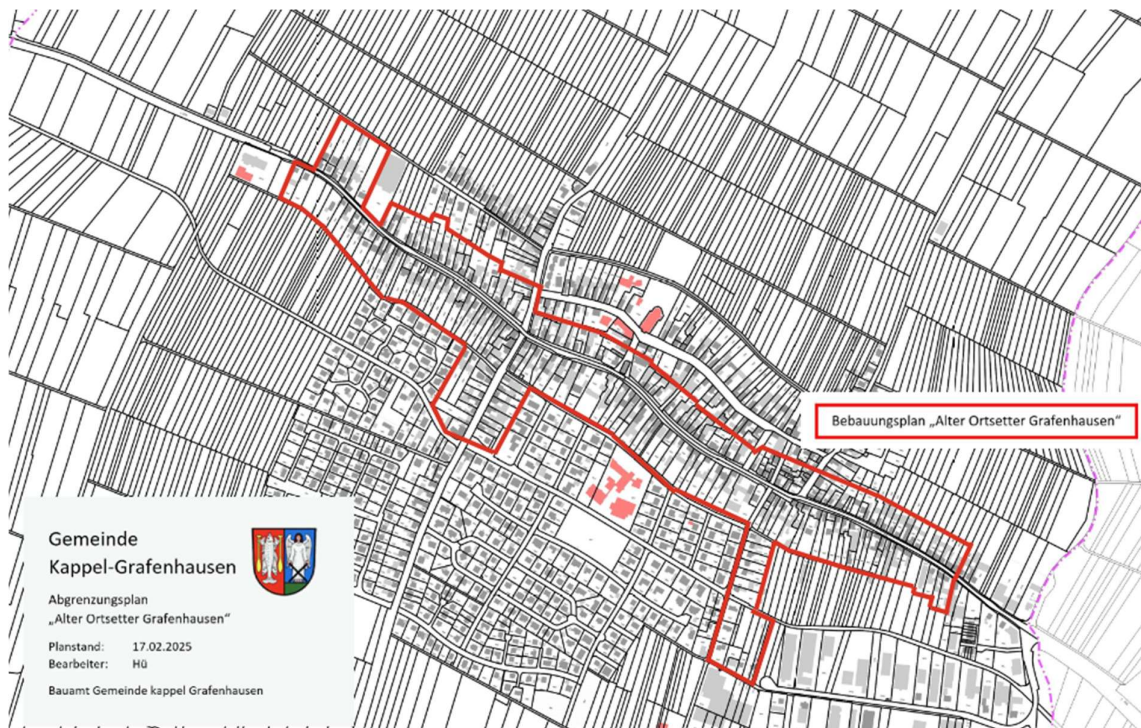 Bebauungsplan „Alter Ortsetter Grafenhausen“
Gemeinde
Kappel-Grafenhausen
Abgrenzungsplan
„Alter Ortsetter Grafenhausen“
Planstand: 17.02.2025
Bearbeiter: Hü
Bauamt Gemeinde kappel Grafenhausen